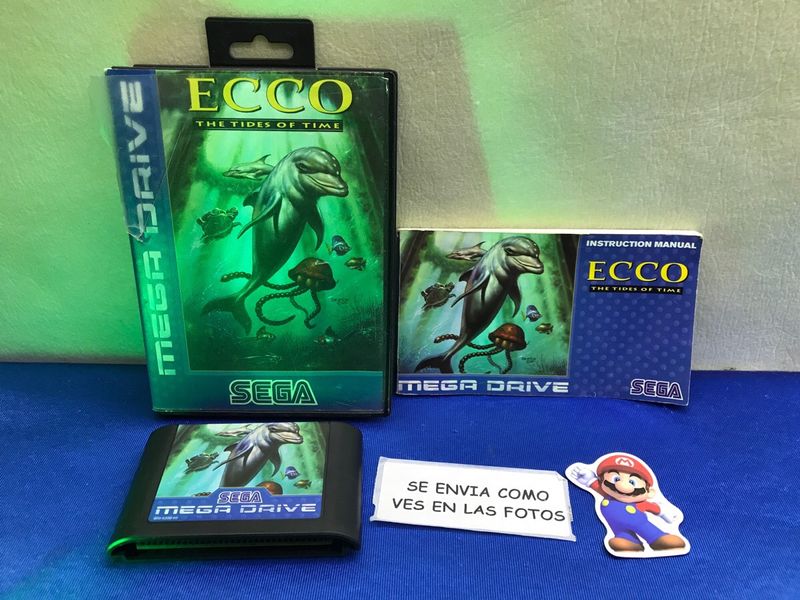 ECCO
THE TIDES OF TIME
MEGA DRIVE
SEGA
INSTRUCTION MANUAL
ECCO
THE TIDES OF TIME
MEGA DRIVE
SEGA
SEGA
MEGA DRIVE
SE ENVIA COMO
VES EN LAS FOTOS
M